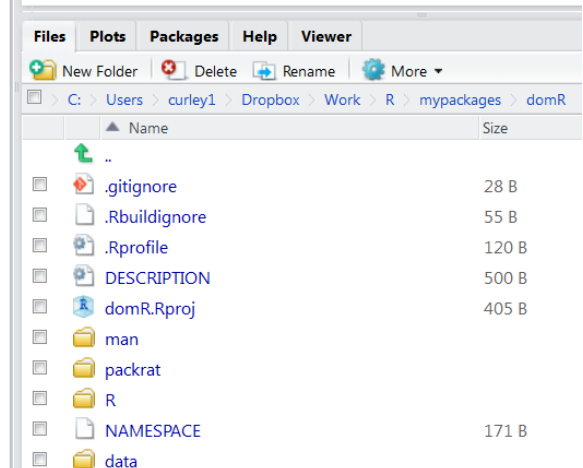 Files Plots Packages Help Viewer
New Folder Delete Rename More
C: Users curley1 Dropbox Work R mypackages domR
Name Size
..
.gitignore 28 B
.Rbuildignore 55 B
.Rprofile 120 B
DESCRIPTION 500 B
domR.Rproj 405 B
man
packrat
R
NAMESPACE 171 B
data